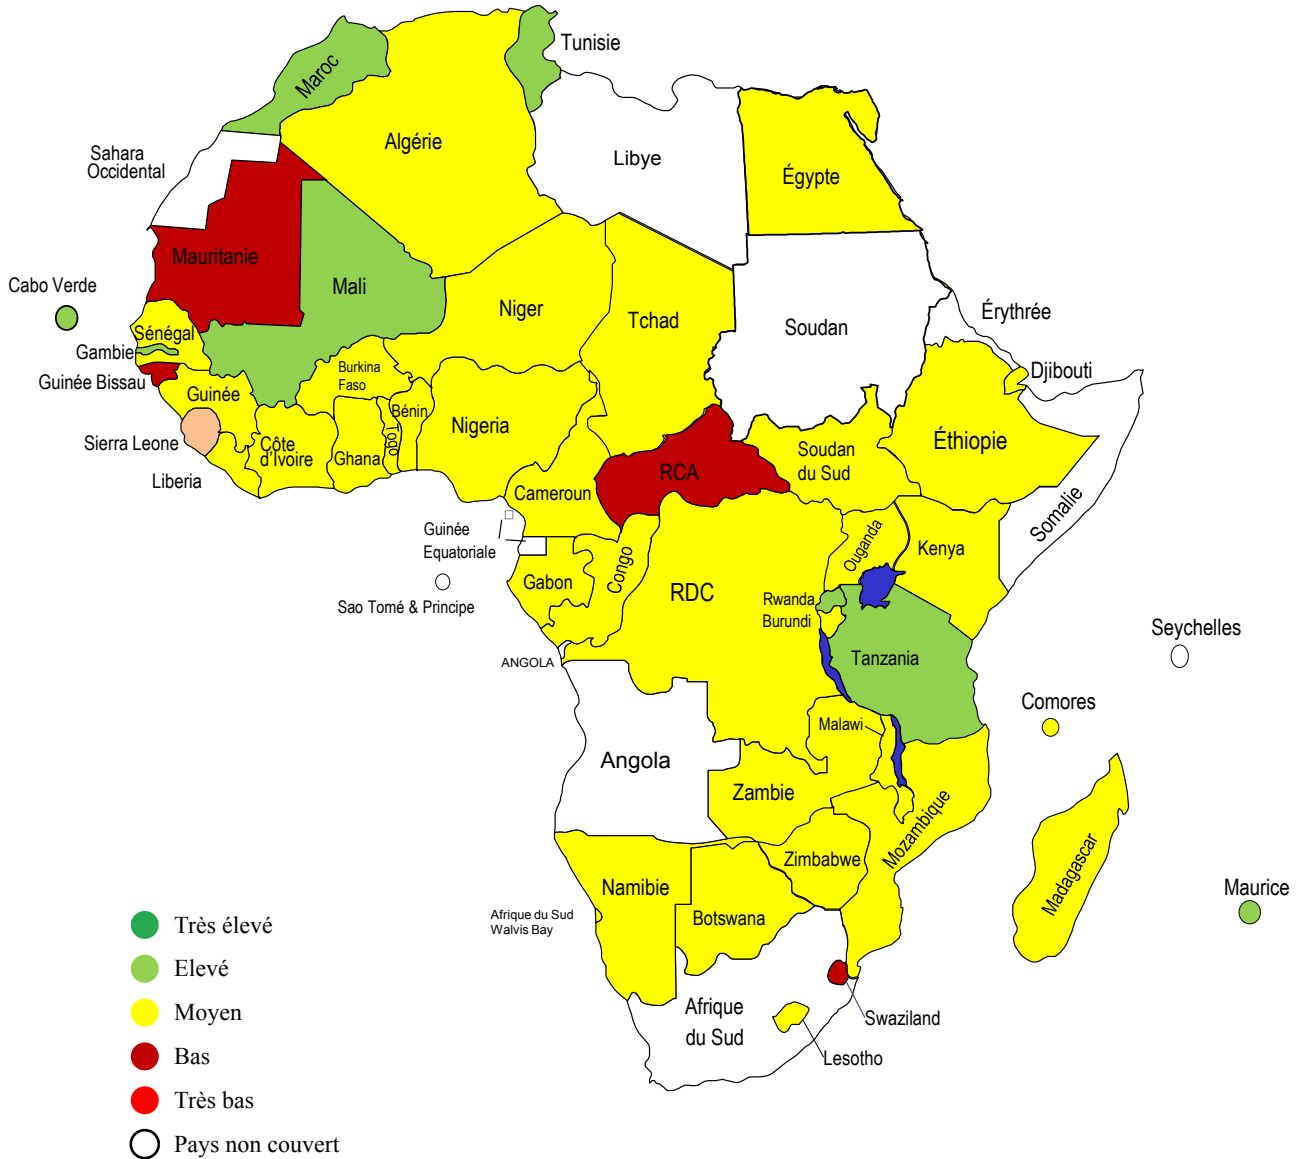 Tunisie
Maroc
Algérie
Libye
Égypte
Sahara
Occidental
Mauritanie
Mali
Cabo Verde
Niger
Tchad
Soudan
Érythrée
Sénégal
Gambie
Guinée Bissau
Burkina
Faso
Djibouti
Guinée
Bénin
Togo
Nigeria
Sierra Leone
Côte
d'Ivoire
Ghana
Liberia
Éthiopie
Soudan
du Sud
RCA
Cameroun
Somalie
Guinée
Equatoriale
Ouganda
Kenya
Congo
Gabon
RDC
Sao Tomé & Principe
Rwanda
Burundi
Seychelles
Tanzania
ANGOLA
Comores
Malawi
Angola
Zambie
Mozambique
Zimbabwe
Madagascar
Namibie
Maurice
Botswana
Afrique du Sud
Walvis Bay
Afrique
du Sud
Swaziland
Lesotho
Très élevé
Elevé
Moyen
Bas
Très bas
Pays non couvert